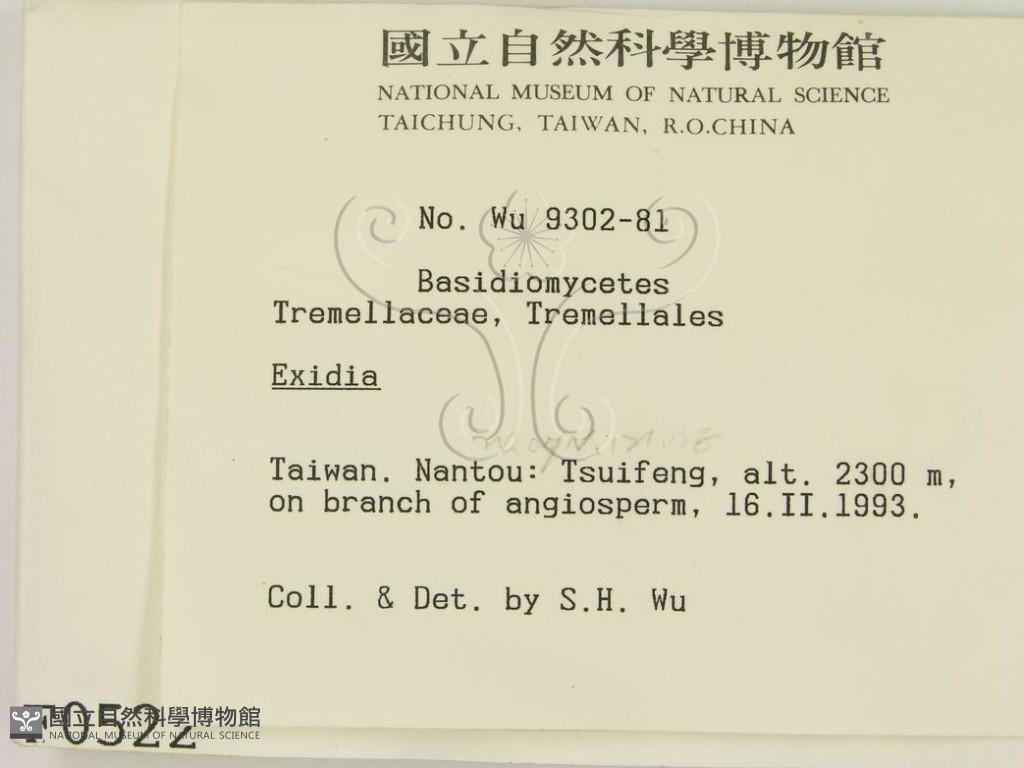 國立自然科學博物館
NATIONAL MUSEUM OF NATURAL SCIENCE
TAICHUNG, TAIWAN, R.O.CHINA
No. Wu 9302-81
Basidiomycetes
Tremellaceae, Tremellales
Exidia
Taiwan. Nantou: Tsuifeng, alt. 2300 m,
on branch of angiosperm, 16.II.1993.
Coll. & Det. by S.H. Wu
F0522
國立自然科學博物館
NATIONAL MUSEUM OF NATURAL SCIENCE